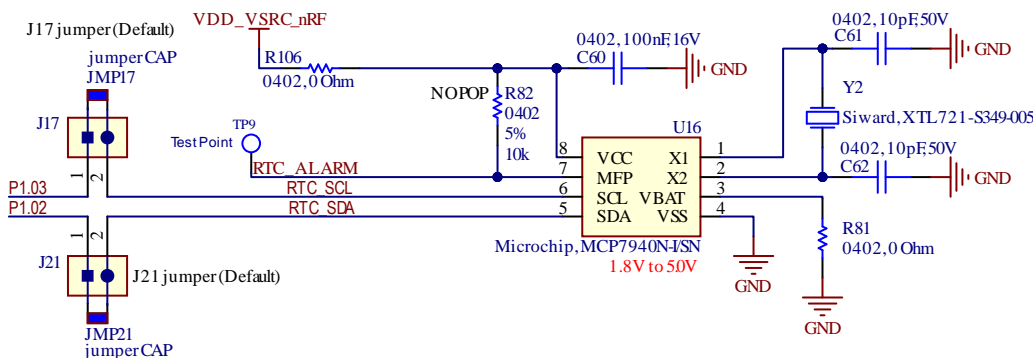 VDD_VSRC_nRF
J17 jumper (Default)
jumper CAP
JMP17
J17
1
2
R106
0402, 0 Ohm
0402, 100nF, 16V
C60
GND
NOPOP
R82
0402
5%
10k
0402, 10pF, 50V
C61
GND
Y2
Siward, XTL721-S349-005
0402, 10pF, 50V
C62
GND
TP9
Test Point
RTC_ALARM
P1.03
RTC_SCL
P1.02
RTC_SDA
U16
8
VCC
X1
1
7
MFP
X2
2
6
SCL
VBAT
3
5
SDA
VSS
4
Microchip, MCP7940N-I/SN
1.8V to 5.0V
GND
R81
0402, 0 Ohm
GND
1
2
J21
J21 jumper (Default)
JMP21
jumper CAP